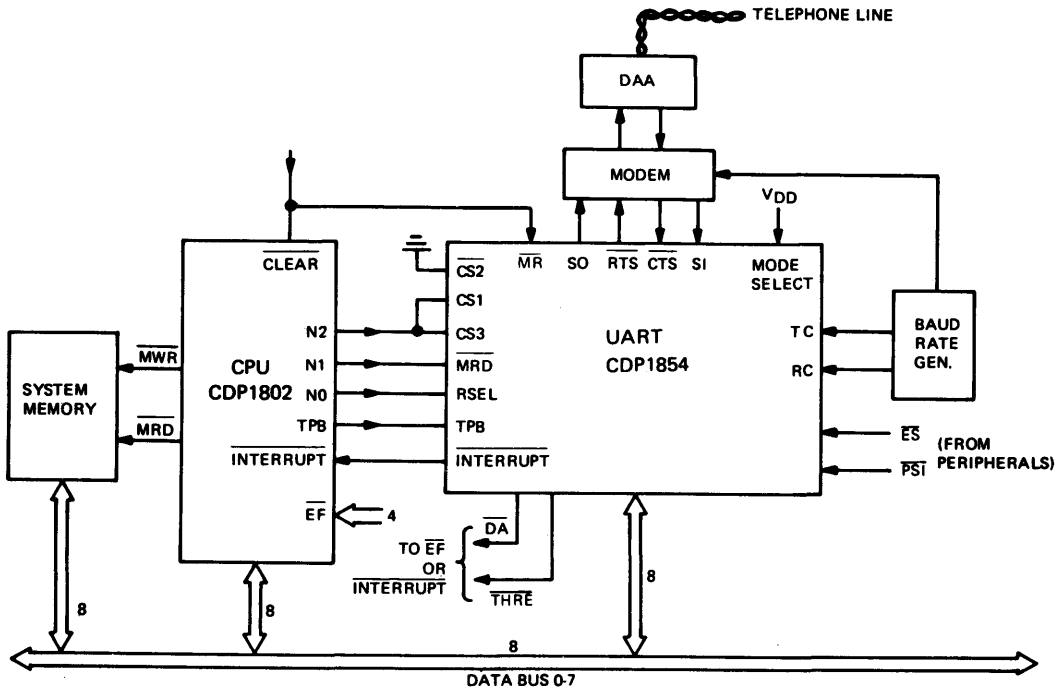 TELEPHONE LINE
DAA
MODEM
VDD
CLEAR
CS2
MR
SO
RTS
CTS
SI
MODE
SELECT
CS1
N2
CS3
UART
CDP1854
TC
BAUD
RATE
GEN.
MWR
CPU
CDP1802
N1
MRD
RC
SYSTEM
MEMORY
N0
RSEL
MRD
TPB
TPB
ES
(FROM
PERIPHERALS)
INTERRUPT
INTERRUPT
PSI
EF
4
DA
TO EF
OR
INTERRUPT
THRE
8
8
8
8
DATA BUS 0-7